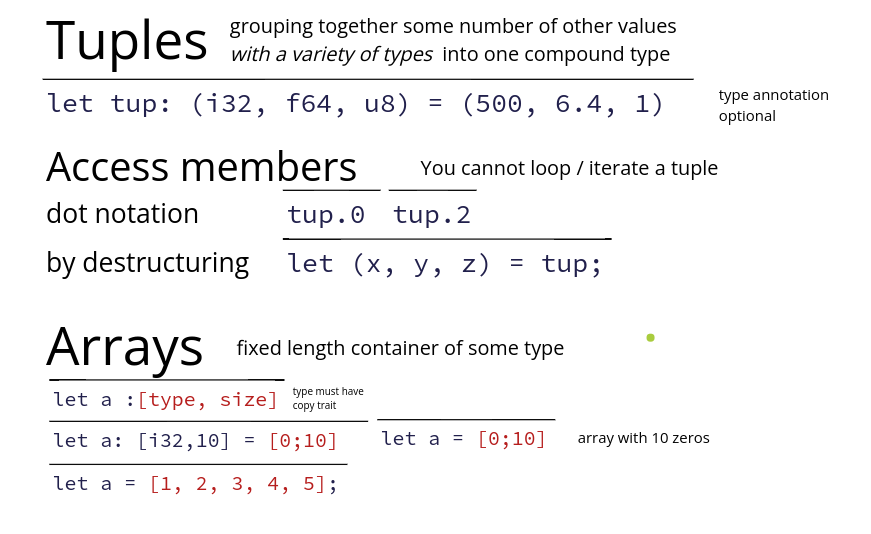 Tuples
grouping together some number of other values
with a variety of types into one compound type
let tup: (i32, f64, u8) = (500, 6.4, 1)
type annotation
optional
Access members
You cannot loop / iterate a tuple
dot notation
tup.0 tup.2
by destructuring
let (x, y, z) = tup;
Arrays
fixed length container of some type
let a :[type, size]
type must have
copy trait
let a: [i32,10] = [0;10]
let a = [0;10]
array with 10 zeros
let a = [1, 2, 3, 4, 5];